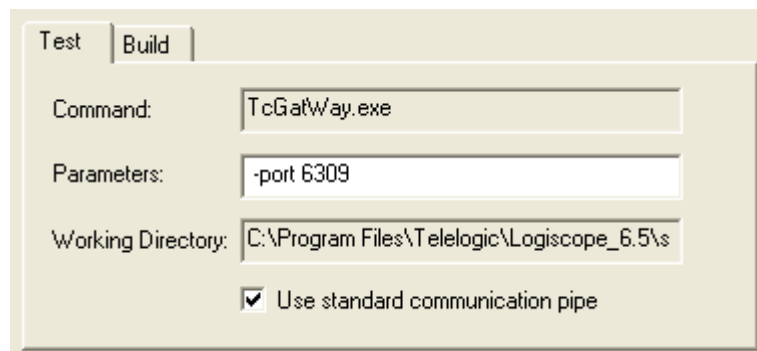 Test Build
Command: TcGatWay.exe
Parameters: -port 6309
Working Directory: C:\Program Files\Telelogic\Logiscope_6.5\s
Use standard communication pipe